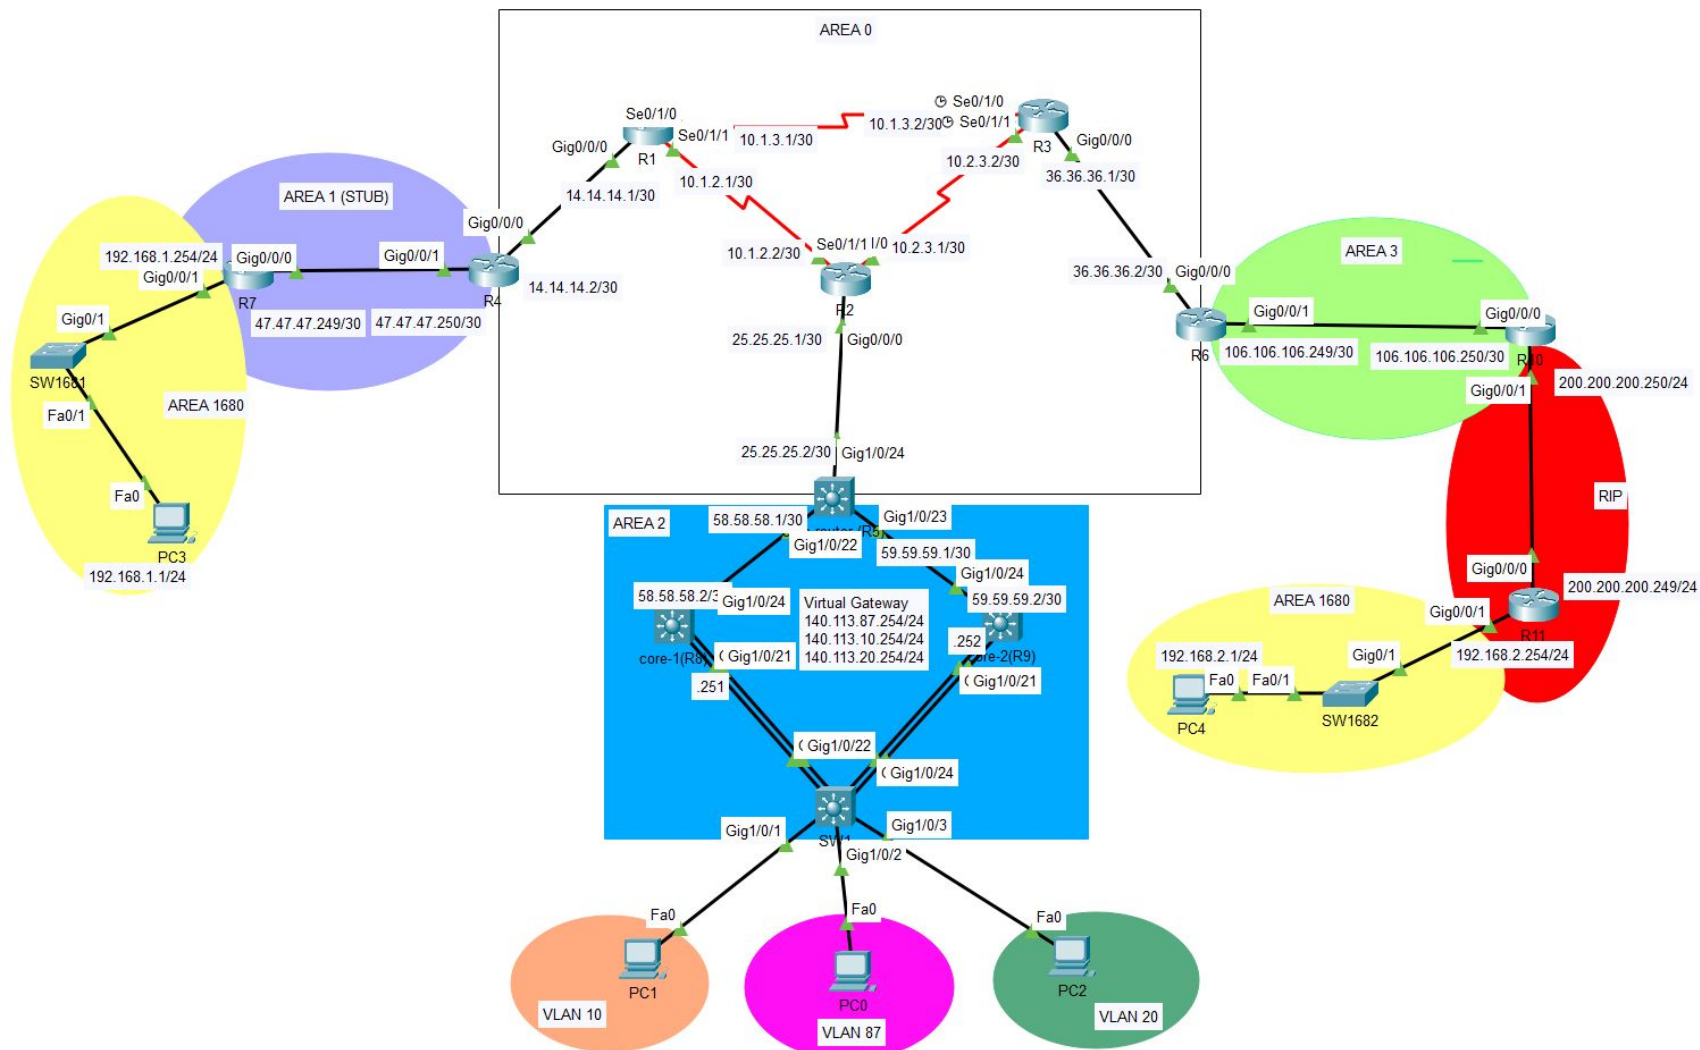 AREA 0
Se0/1/0
Se0/1/1
Gig0/0/0
R1
10.1.3.1/30
10.1.3.2/30
Se0/1/0
Se0/1/1
R3
Gig0/0/0
10.2.3.2/30
36.36.36.1/30
14.14.14.1/30
10.1.2.1/30
AREA 1 (STUB)
Gig0/0/0
192.168.1.254/24
Gig0/0/1
Gig0/0/0
R7
Gig0/0/1
R4
14.14.14.2/30
47.47.47.249/30
47.47.47.250/30
10.1.2.2/30
Se0/1/1
10.2.3.1/30
R2
25.25.25.1/30
Gig0/0/0
36.36.36.2/30
Gig0/0/0
AREA 3
R6
Gig0/0/1
Gig0/0/0
106.106.106.249/30
106.106.106.250/30
R10
Gig0/0/1
200.200.200.250/24
Gig0/1
SW1681
Fa0/1
AREA 1680
Fa0
PC3
192.168.1.1/24
25.25.25.2/30
Gig1/0/24
AREA 2
58.58.58.1/30
Gig1/0/23
Gig1/0/22
59.59.59.1/30
Gig1/0/24
Gig1/0/24
59.59.59.2/30
Virtual Gateway
140.113.87.254/24
140.113.10.254/24
140.113.20.254/24
core-1(R8)
Gig1/0/21
.251
.252
Gig1/0/21
Gig1/0/22
Gig1/0/24
Gig1/0/1
Gig1/0/3
Gig1/0/2
RIP
Gig0/0/0
200.200.200.249/24
AREA 1680
Gig0/0/1
R11
192.168.2.1/24
Gig0/1
192.168.2.254/24
Fa0
Fa0/1
PC4
SW1682
Fa0
Fa0
Fa0
PC1
PC0
PC2
VLAN 10
VLAN 87
VLAN 20